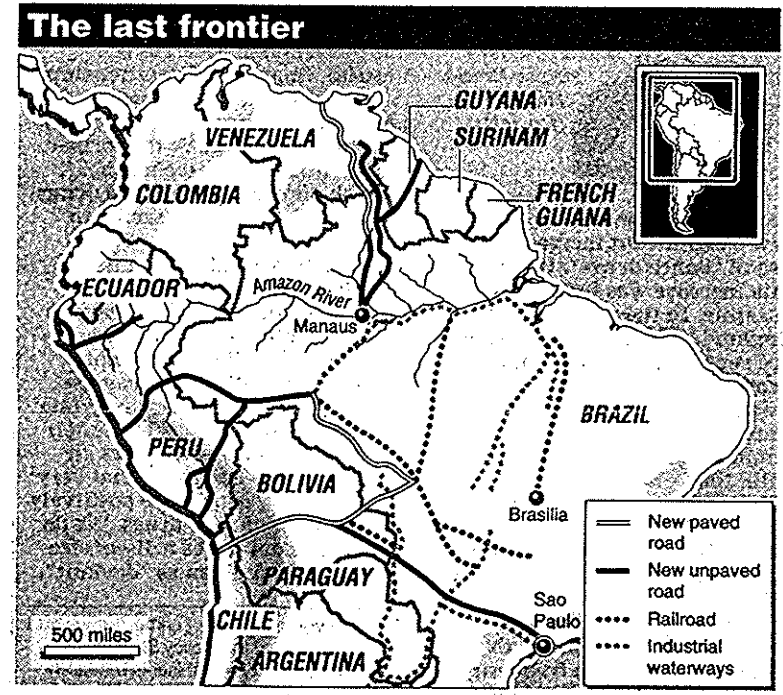 The last frontier
GUYANA
VENEZUELA
SURINAM
COLOMBIA
FRENCH
GUIANA
ECUADOR
Amazon River
Manaus
BRAZIL
PERU
BOLIVIA
Brasilia
PARAGUAY
CHILE
ARGENTINA
Sao
Paulo
500 miles
New paved
road
New unpaved
road
Railroad
Industrial
waterways